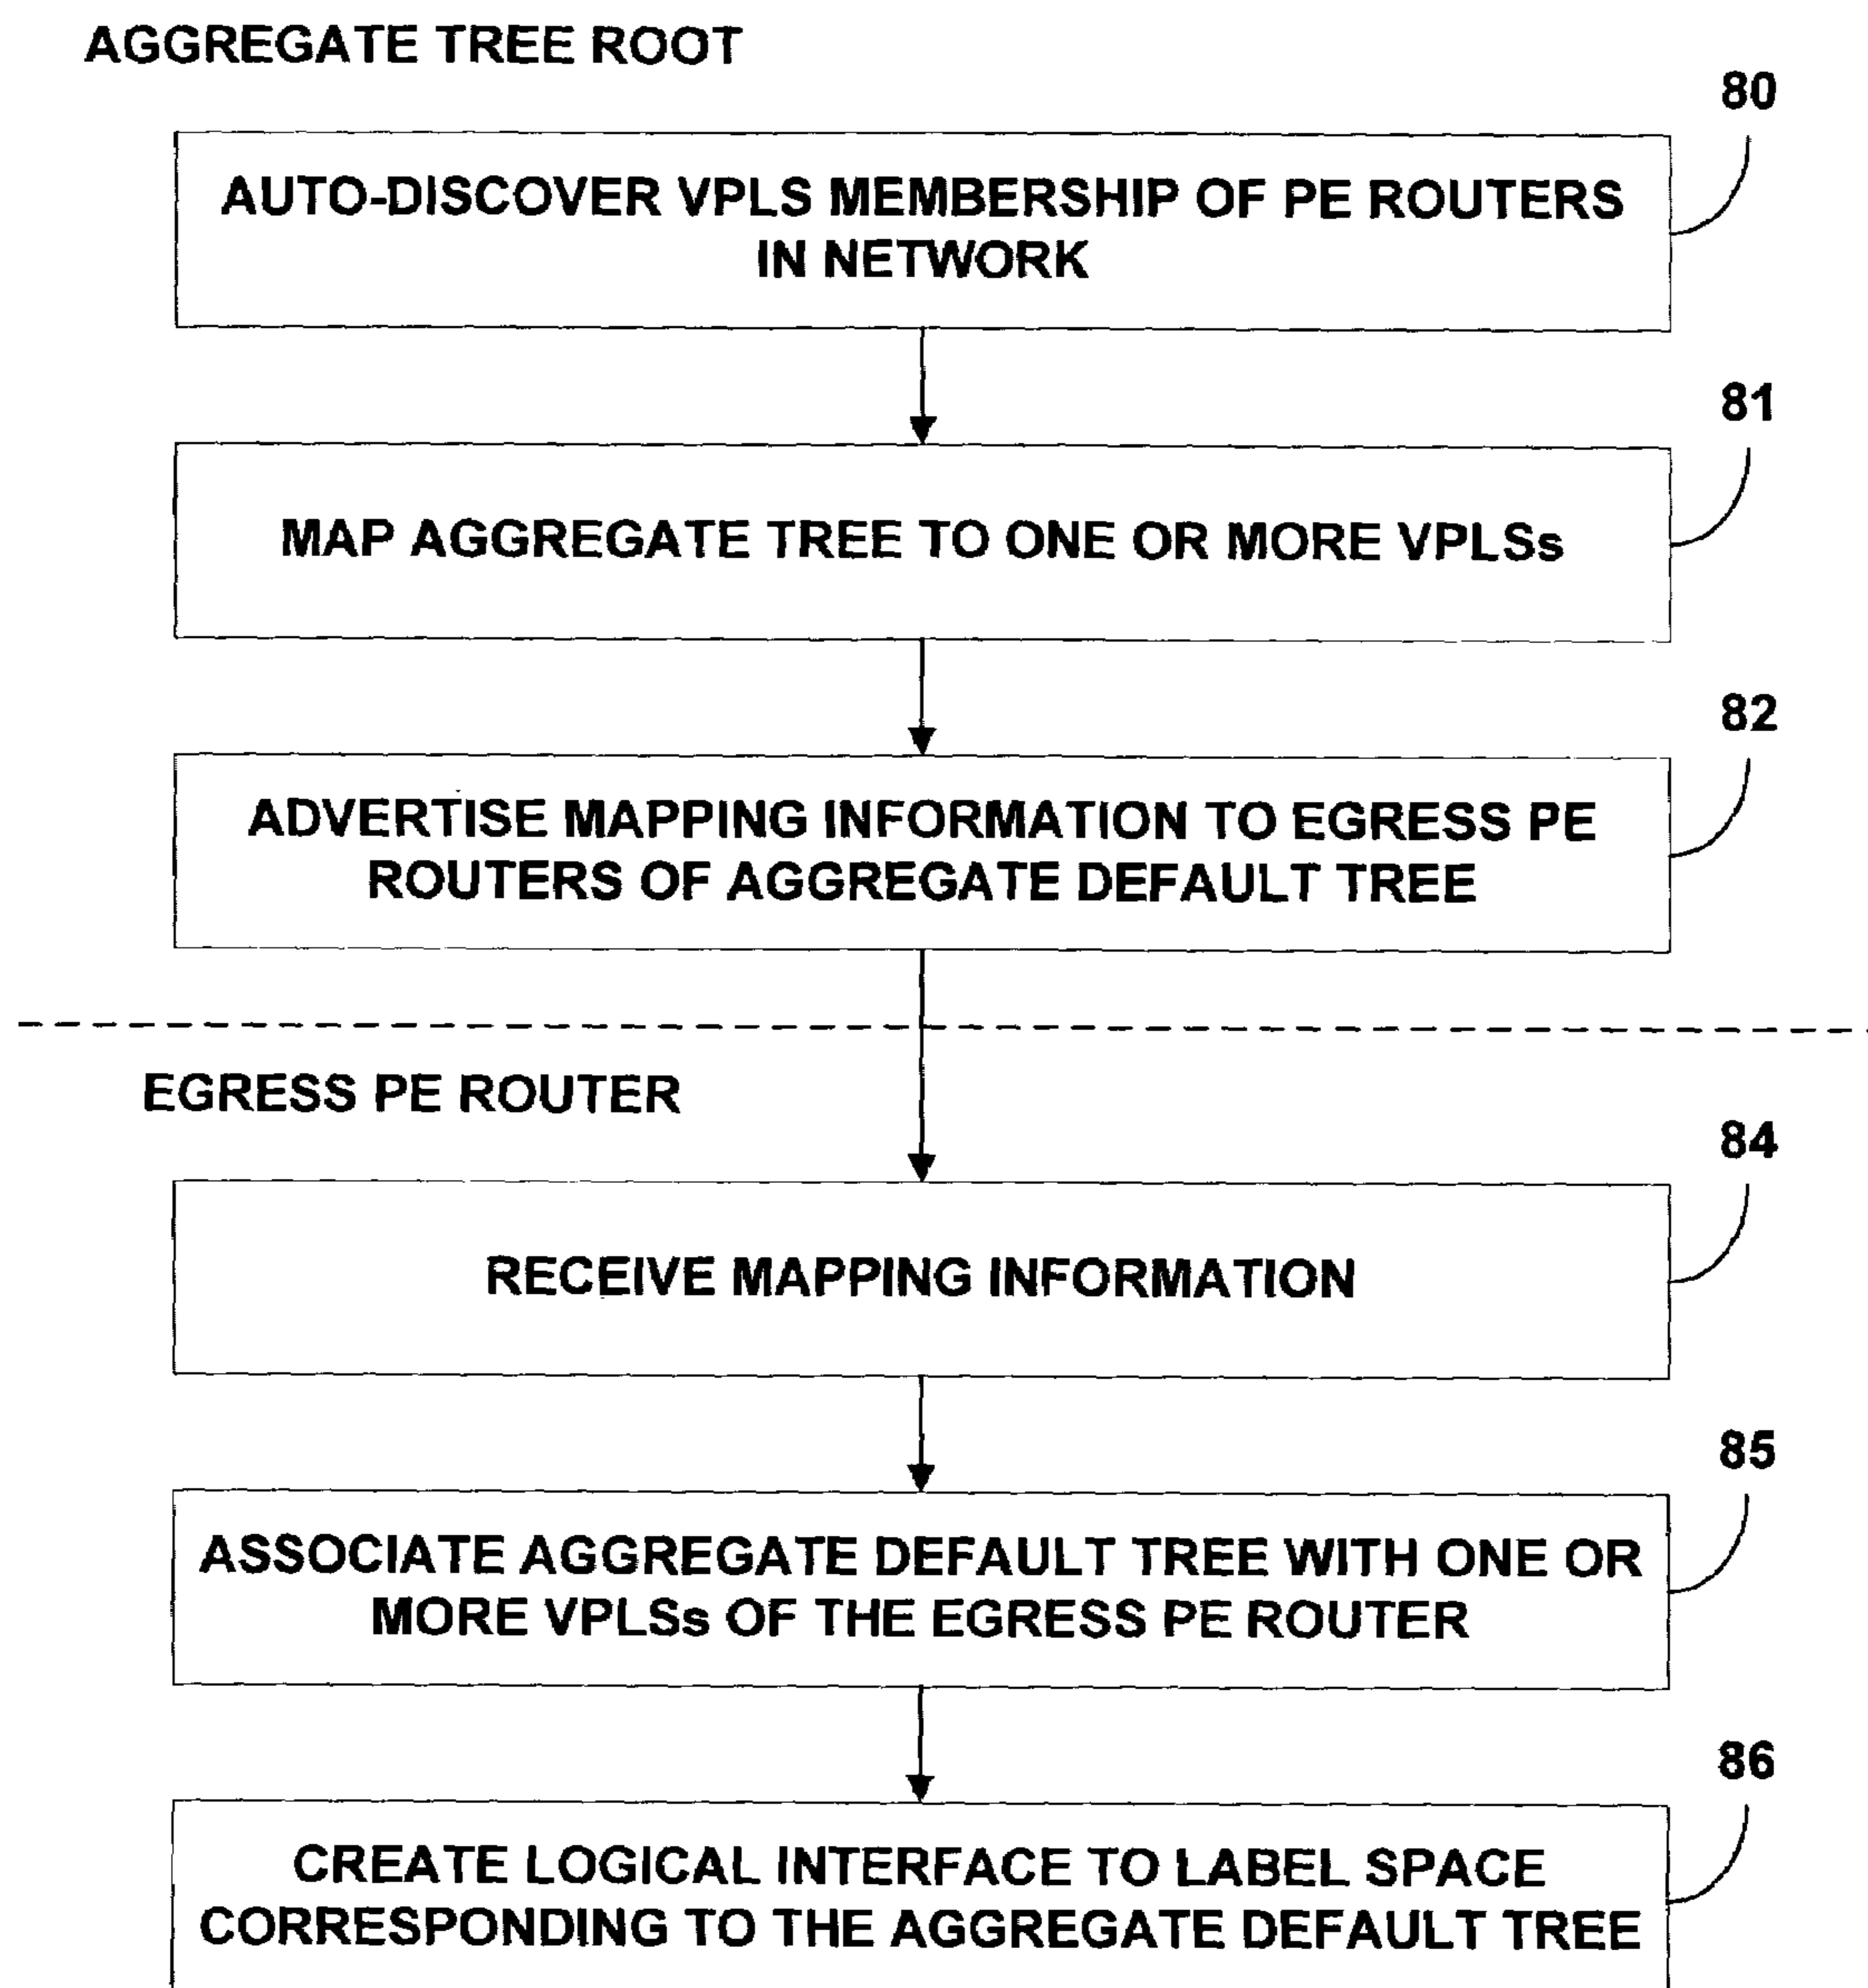 AGGREGATE TREE ROOT
80
AUTO-DISCOVER VPLS MEMBERSHIP OF PE ROUTERS
IN NETWORK
81
MAP AGGREGATE TREE TO ONE OR MORE VPLSs
82
ADVERTISE MAPPING INFORMATION TO EGRESS PE
ROUTERS OF AGGREGATE DEFAULT TREE
EGRESS PE ROUTER
84
RECEIVE MAPPING INFORMATION
85
ASSOCIATE AGGREGATE DEFAULT TREE WITH ONE OR
MORE VPLSs OF THE EGRESS PE ROUTER
86
CREATE LOGICAL INTERFACE TO LABEL SPACE
CORRESPONDING TO THE AGGREGATE DEFAULT TREE